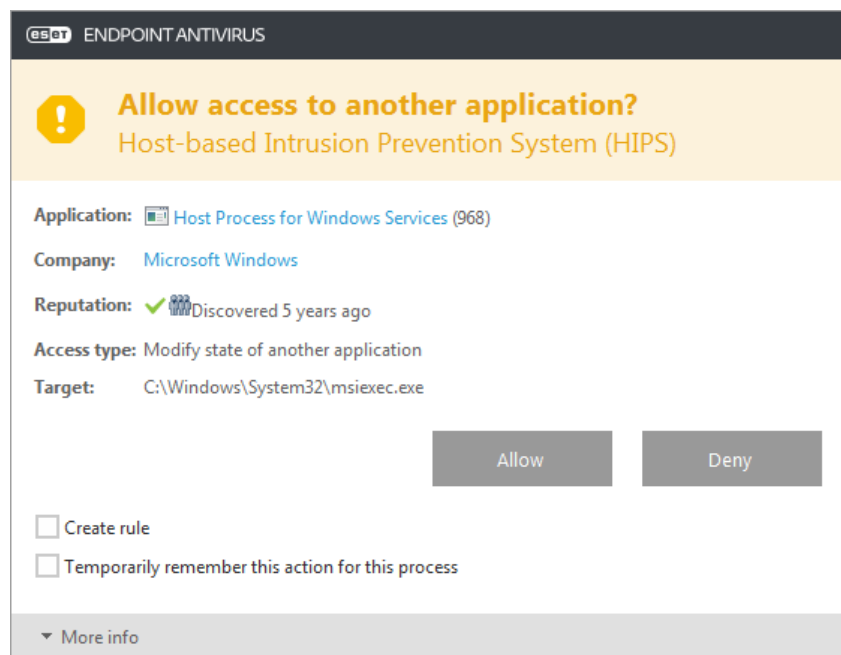 eset ENDPOINT ANTIVIRUS
Allow access to another application?
Host-based Intrusion Prevention System (HIPS)
Application: Host Process for Windows Services (968)
Company: Microsoft Windows
Reputation: Discovered 5 years ago
Access type: Modify state of another application
Target: C:\Windows\System32\msiexec.exe
Allow Deny
Create rule
Temporarily remember this action for this process
More info